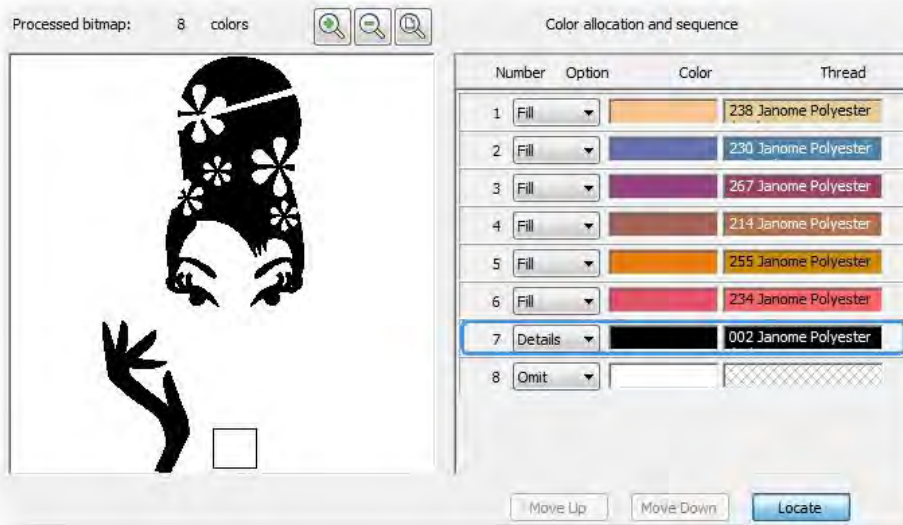 Processed bitmap: 8 colors
Color allocation and sequence
Number Option Color Thread
1 Fill 238 Janome Polyester
2 Fill 230 Janome Polyester
3 Fill 267 Janome Polyester
4 Fill 214 Janome Polyester
5 Fill 255 Janome Polyester
6 Fill 234 Janome Polyester
7 Details 002 Janome Polyester
8 Omit
Move Up Move Down Locate